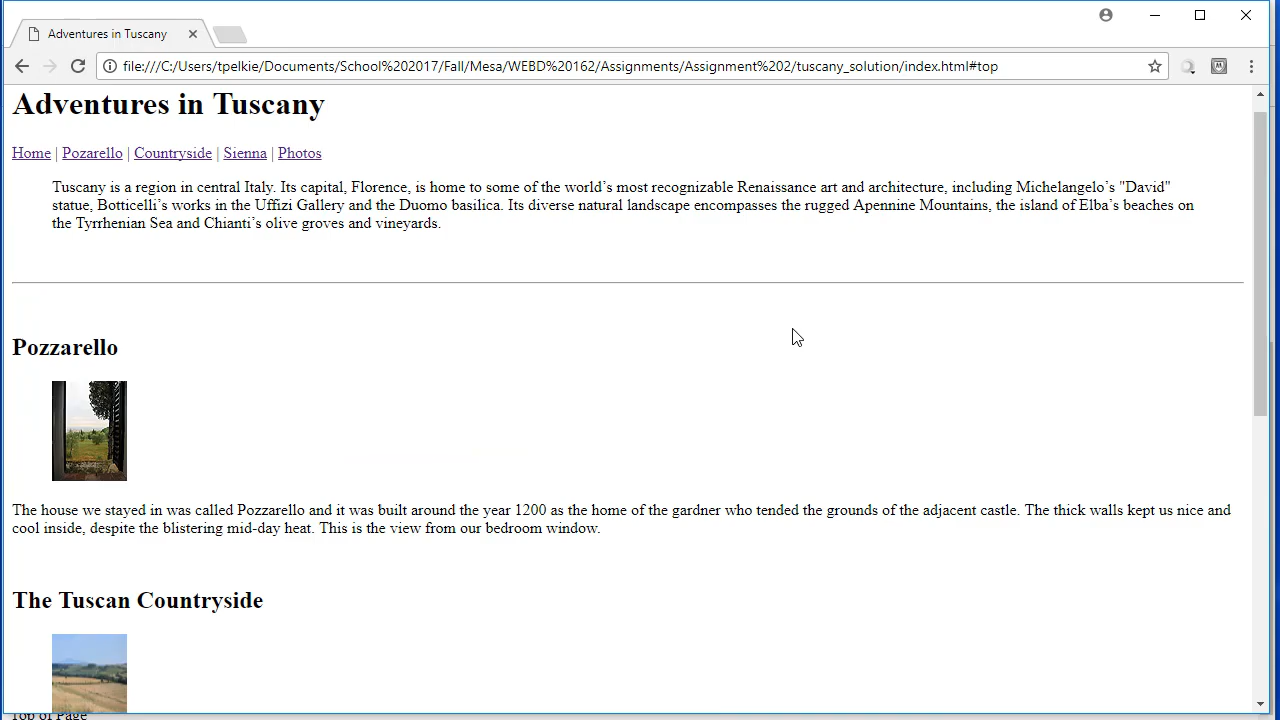 Adventures in Tuscany
file:///C:/Users/tpelkie/Documents/School%202017/Fall/Mesa/WEBD%20162/Assignments/Assignment%202/tuscany_solution/index.html#top
Adventures in Tuscany
Home | Pozarello | Countryside | Sienna | Photos
Tuscany is a region in central Italy. Its capital, Florence, is home to some of the world’s most recognizable Renaissance art and architecture, including Michelangelo’s "David"
statue, Botticelli’s works in the Uffizi Gallery and the Duomo basilica. Its diverse natural landscape encompasses the rugged Apennine Mountains, the island of Elba’s beaches on
the Tyrrhenian Sea and Chianti’s olive groves and vineyards.
Pozzarello
The house we stayed in was called Pozzarello and it was built around the year 1200 as the home of the gardner who tended the grounds of the adjacent castle. The thick walls kept us nice and
cool inside, despite the blistering mid-day heat. This is the view from our bedroom window.
The Tuscan Countryside
Top of Page